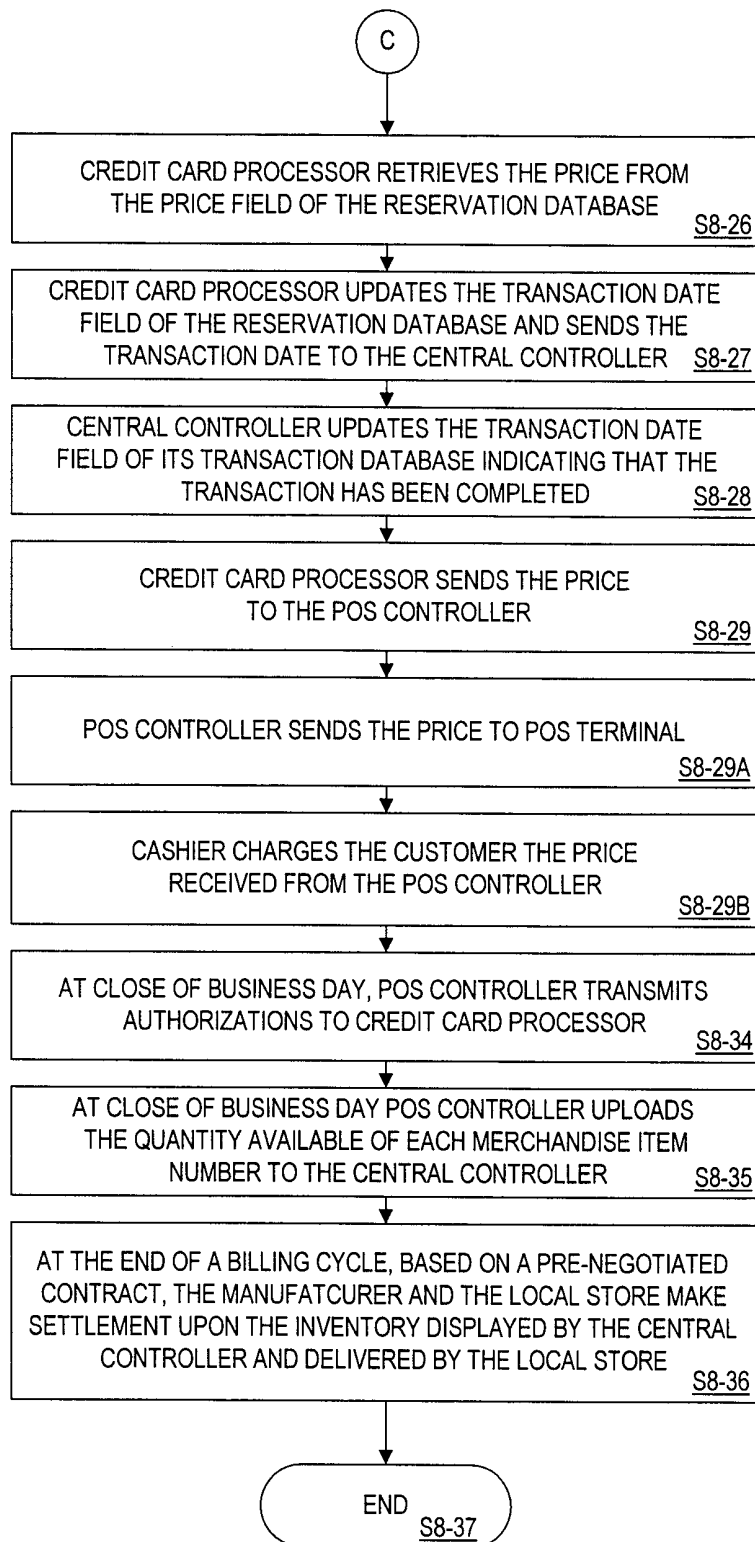 C
CREDIT CARD PROCESSOR RETRIEVES THE PRICE FROM
THE PRICE FIELD OF THE RESERVATION DATABASE
S8-26
CREDIT CARD PROCESSOR UPDATES THE TRANSACTION DATE
FIELD OF THE RESERVATION DATABASE AND SENDS THE
TRANSACTION DATE TO THE CENTRAL CONTROLLER S8-27
CENTRAL CONTROLLER UPDATES THE TRANSACTION DATE
FIELD OF ITS TRANSACTION DATABASE INDICATING THAT THE
TRANSACTION HAS BEEN COMPLETED S8-28
CREDIT CARD PROCESSOR SENDS THE PRICE
TO THE POS CONTROLLER
S8-29
POS CONTROLLER SENDS THE PRICE TO POS TERMINAL
S8-29A
CASHIER CHARGES THE CUSTOMER THE PRICE
RECEIVED FROM THE POS CONTROLLER
S8-29B
AT CLOSE OF BUSINESS DAY, POS CONTROLLER TRANSMITS
AUTHORIZATIONS TO CREDIT CARD PROCESSOR
S8-34
AT CLOSE OF BUSINESS DAY POS CONTROLLER UPLOADS
THE QUANTITY AVAILABLE OF EACH MERCHANDISE ITEM
NUMBER TO THE CENTRAL CONTROLLER S8-35
AT THE END OF A BILLING CYCLE, BASED ON A PRE-NEGOTIATED
CONTRACT, THE MANUFATCURER AND THE LOCAL STORE MAKE
SETTLEMENT UPON THE INVENTORY DISPLAYED BY THE CENTRAL
CONTROLLER AND DELIVERED BY THE LOCAL STORE
S8-36
END
S8-37